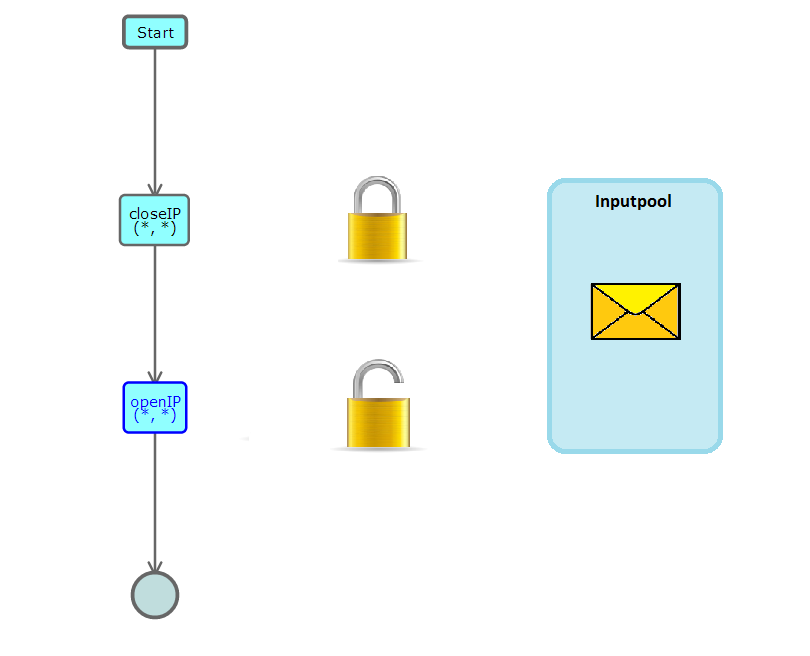 Start
closeIP
(*, *)
Inputpool
openIP
(*, *)